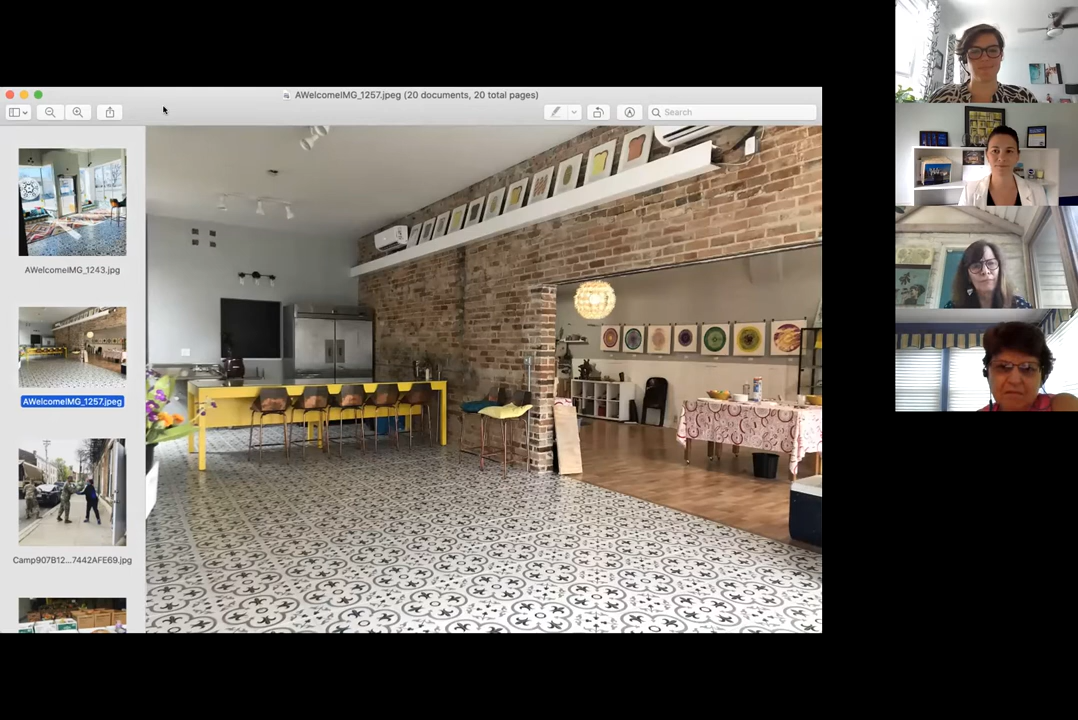 AWelcomeIMG_1257.jpeg (20 documents, 20 total pages)
Search
AWelcomeIMG_1243.jpg
AWelcomeIMG_1257.jpeg
Camp907B12...7442AFE69.jpg